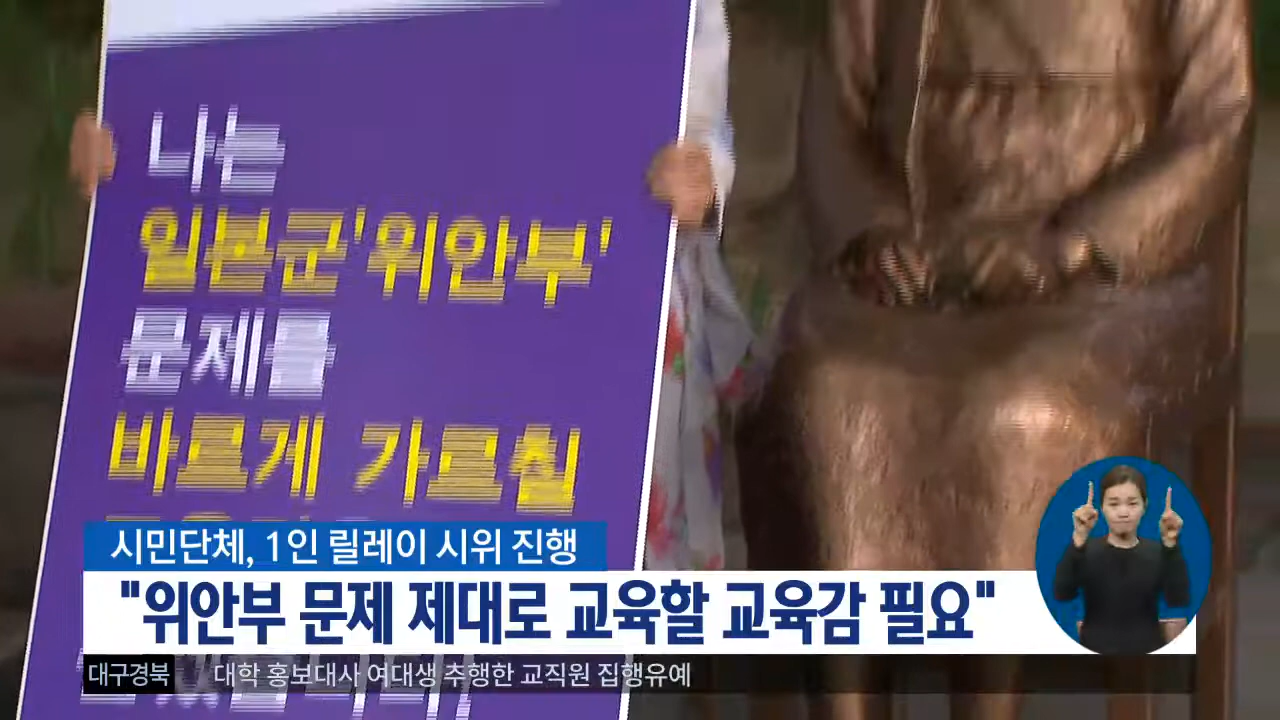 나는
일본군'위안부'
문제를
바르게 가르칠
시민단체, 1인 릴레이 시위 진행
"위안부 문제 제대로 교육할 교육감 필요"
대구경북 대학 홍보대사 여대생 추행한 교직원 집행유예